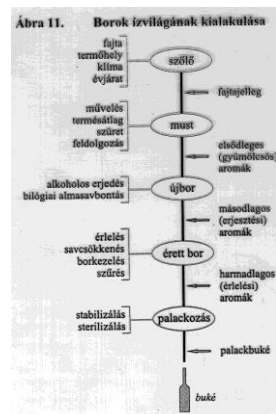 Ábra 11. Borok ízvilágának kialakulása
fajta
termőhely
klíma
évjárat
szőlő
fajtajelleg
művelés
termésátlag
szüret
feldolgozás
must
elsődleges
(gyümölcsös)
aromák
alkoholos erjedés
bilógiai almasavbontás
újbor
másodlagos
(erjesztési)
aromák
érlelés
savcsökkenés
borkezelés
szűrés
érett bor
harmadlagos
(érlelési)
aromák
stabilizálás
sterilizálás
palackozás
palackbuké
buké